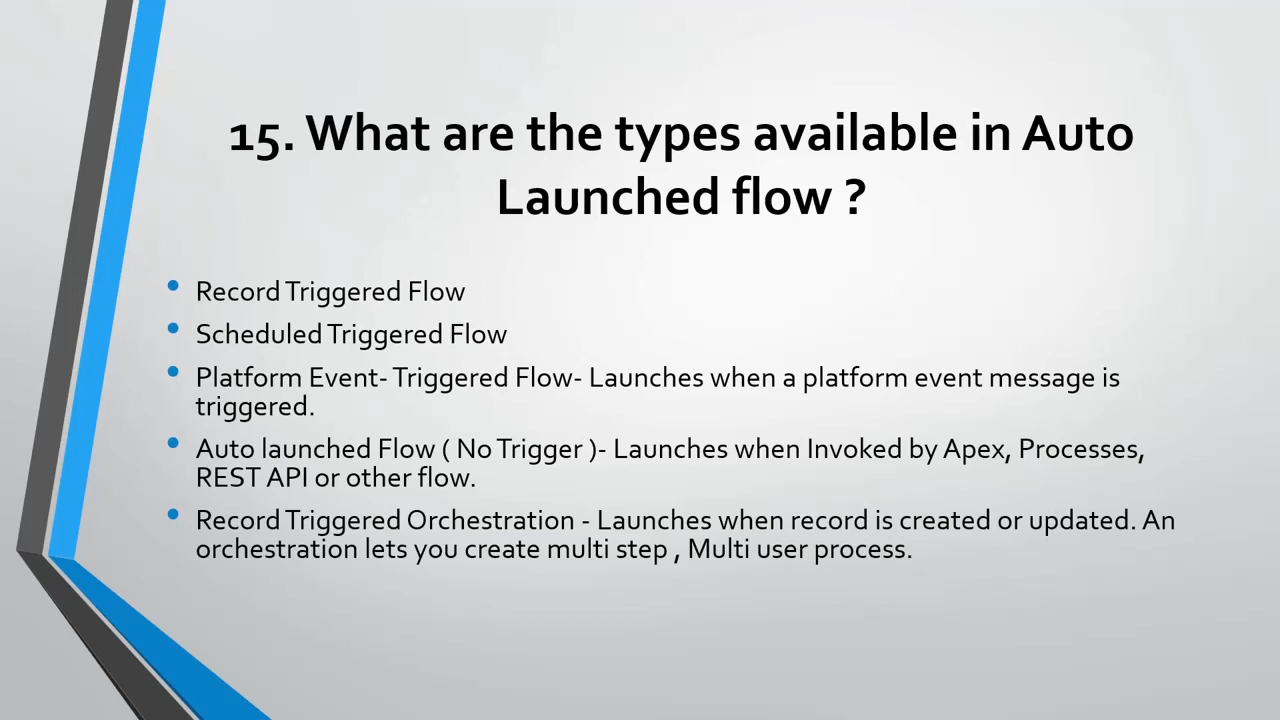 15. What are the types available in Auto
Launched flow ?
• Record Triggered Flow
• Scheduled Triggered Flow
• Platform Event- Triggered Flow- Launches when a platform event message is
triggered.
• Auto launched Flow ( No Trigger )- Launches when Invoked by Apex, Processes,
REST API or other flow.
• Record Triggered Orchestration - Launches when record is created or updated. An
orchestration lets you create multi step , Multi user process.